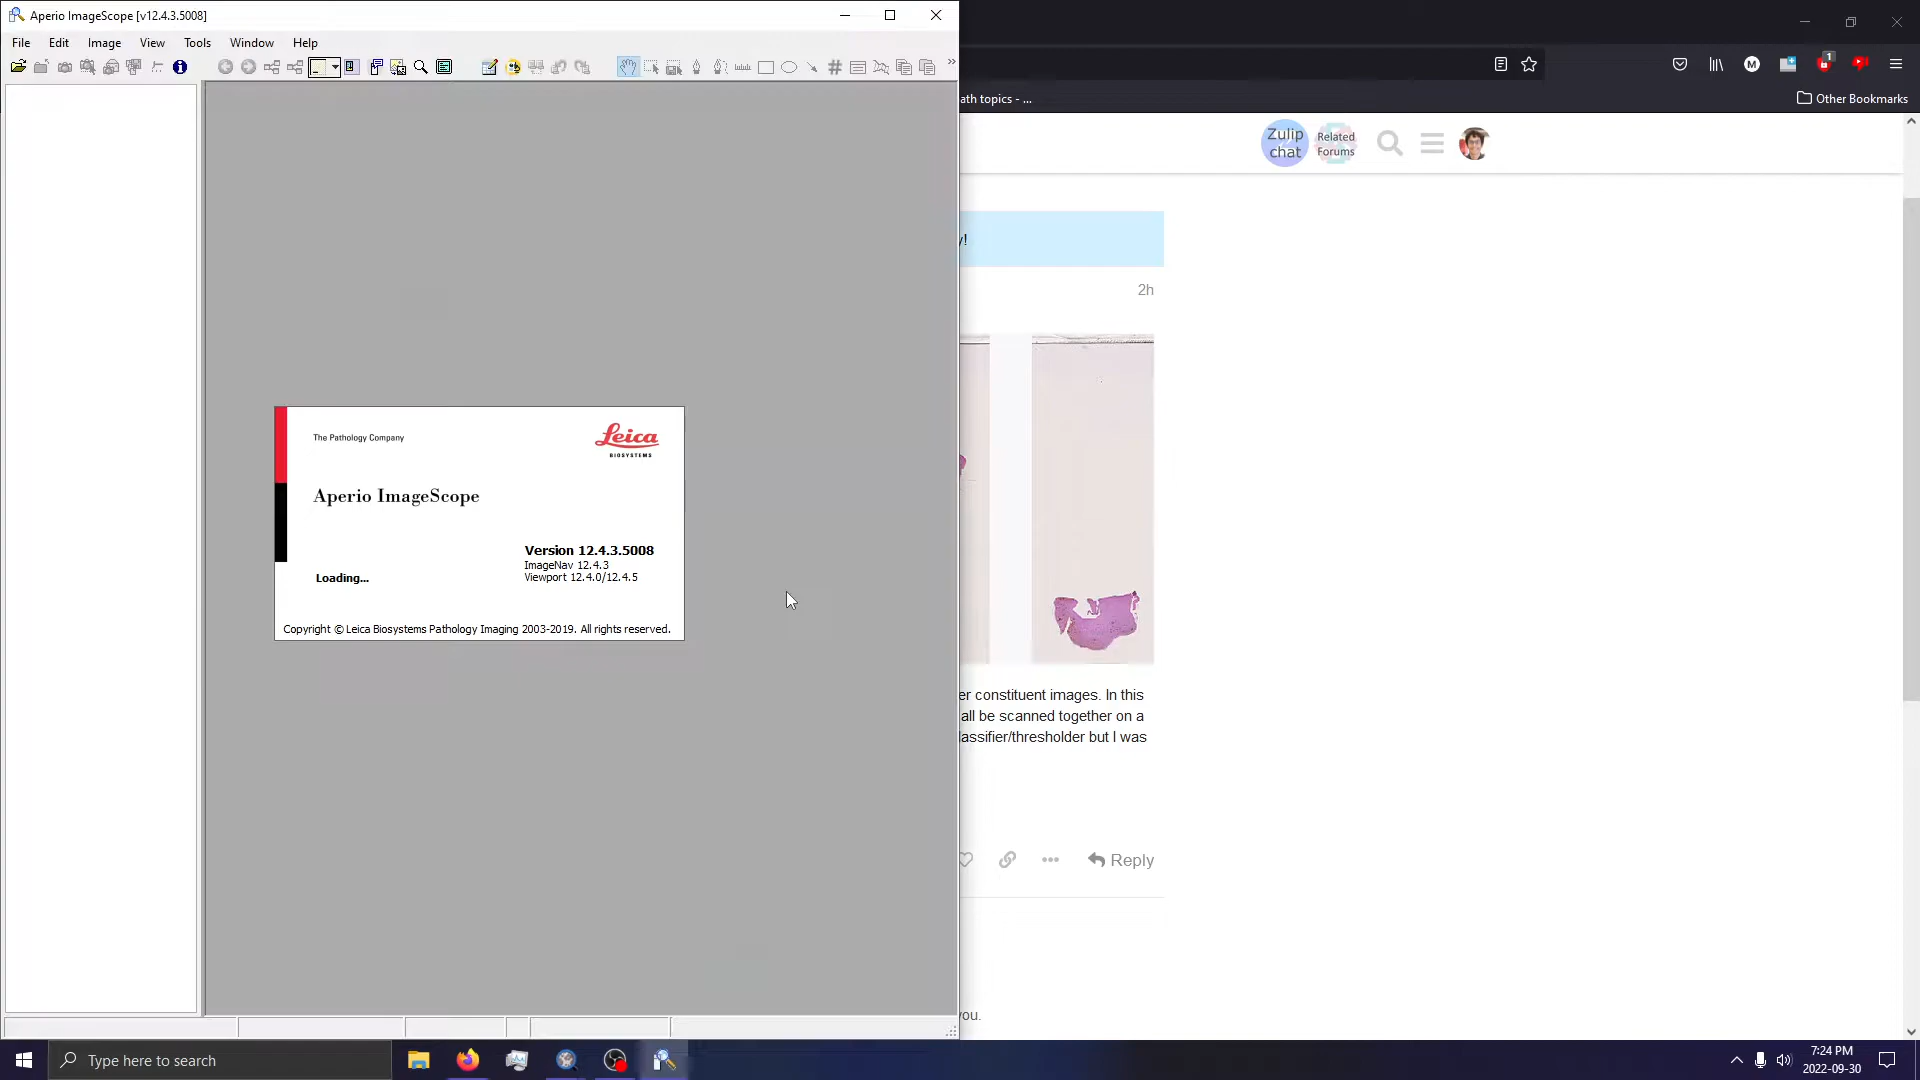 Aperio ImageScope [v12.4.3.5008]
File Edit Image View Tools Window Help
ath topics - ...
Other Bookmarks
Zulip
chat
Related
Forums
y!
2h
The Pathology Company
Leica
BIOSYSTEMS
Aperio ImageScope
Version 12.4.3.5008
ImageNav 12.4.3
Viewport 12.4.0/12.4.5
Loading...
Copyright © Leica Biosystems Pathology Imaging 2003-2019. All rights reserved.
er constituent images. In this
all be scanned together on a
assifier/thresholder but I was
Reply
you.
Type here to search
7:24 PM
2022-09-30